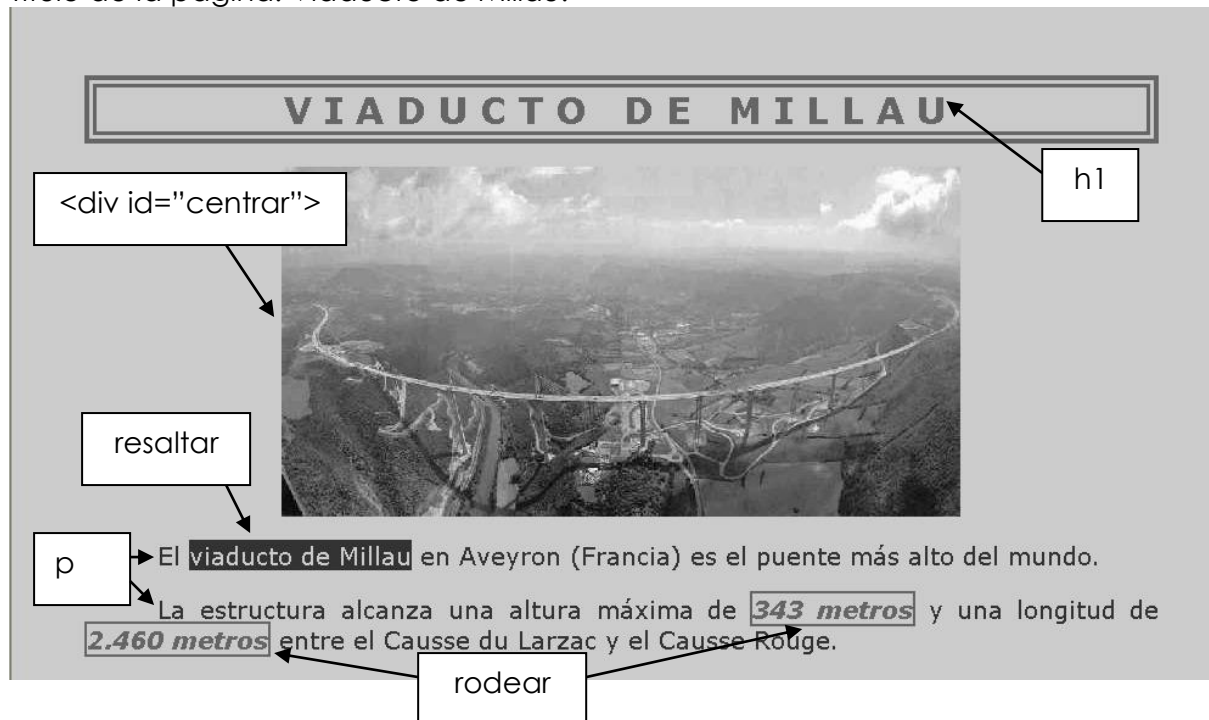 Título de la página: Viaducto de Millau.
VIADUCTO DE MILLAU
h1
<div id=”centrar”>
resaltar
p
El viaducto de Millau en Aveyron (Francia) es el puente más alto del mundo.
La estructura alcanza una altura máxima de 343 metros y una longitud de
2.460 metros entre el Causse du Larzac y el Causse Rouge.
rodear